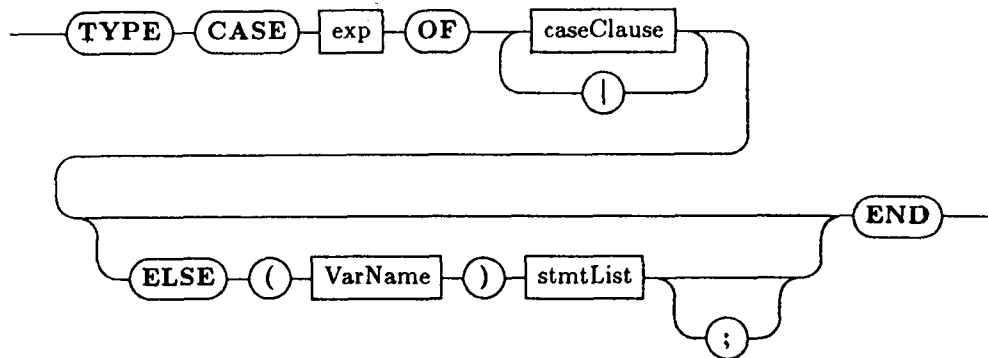 TYPE CASE exp OF caseClause
|
END
ELSE ( VarName ) stmtList
;